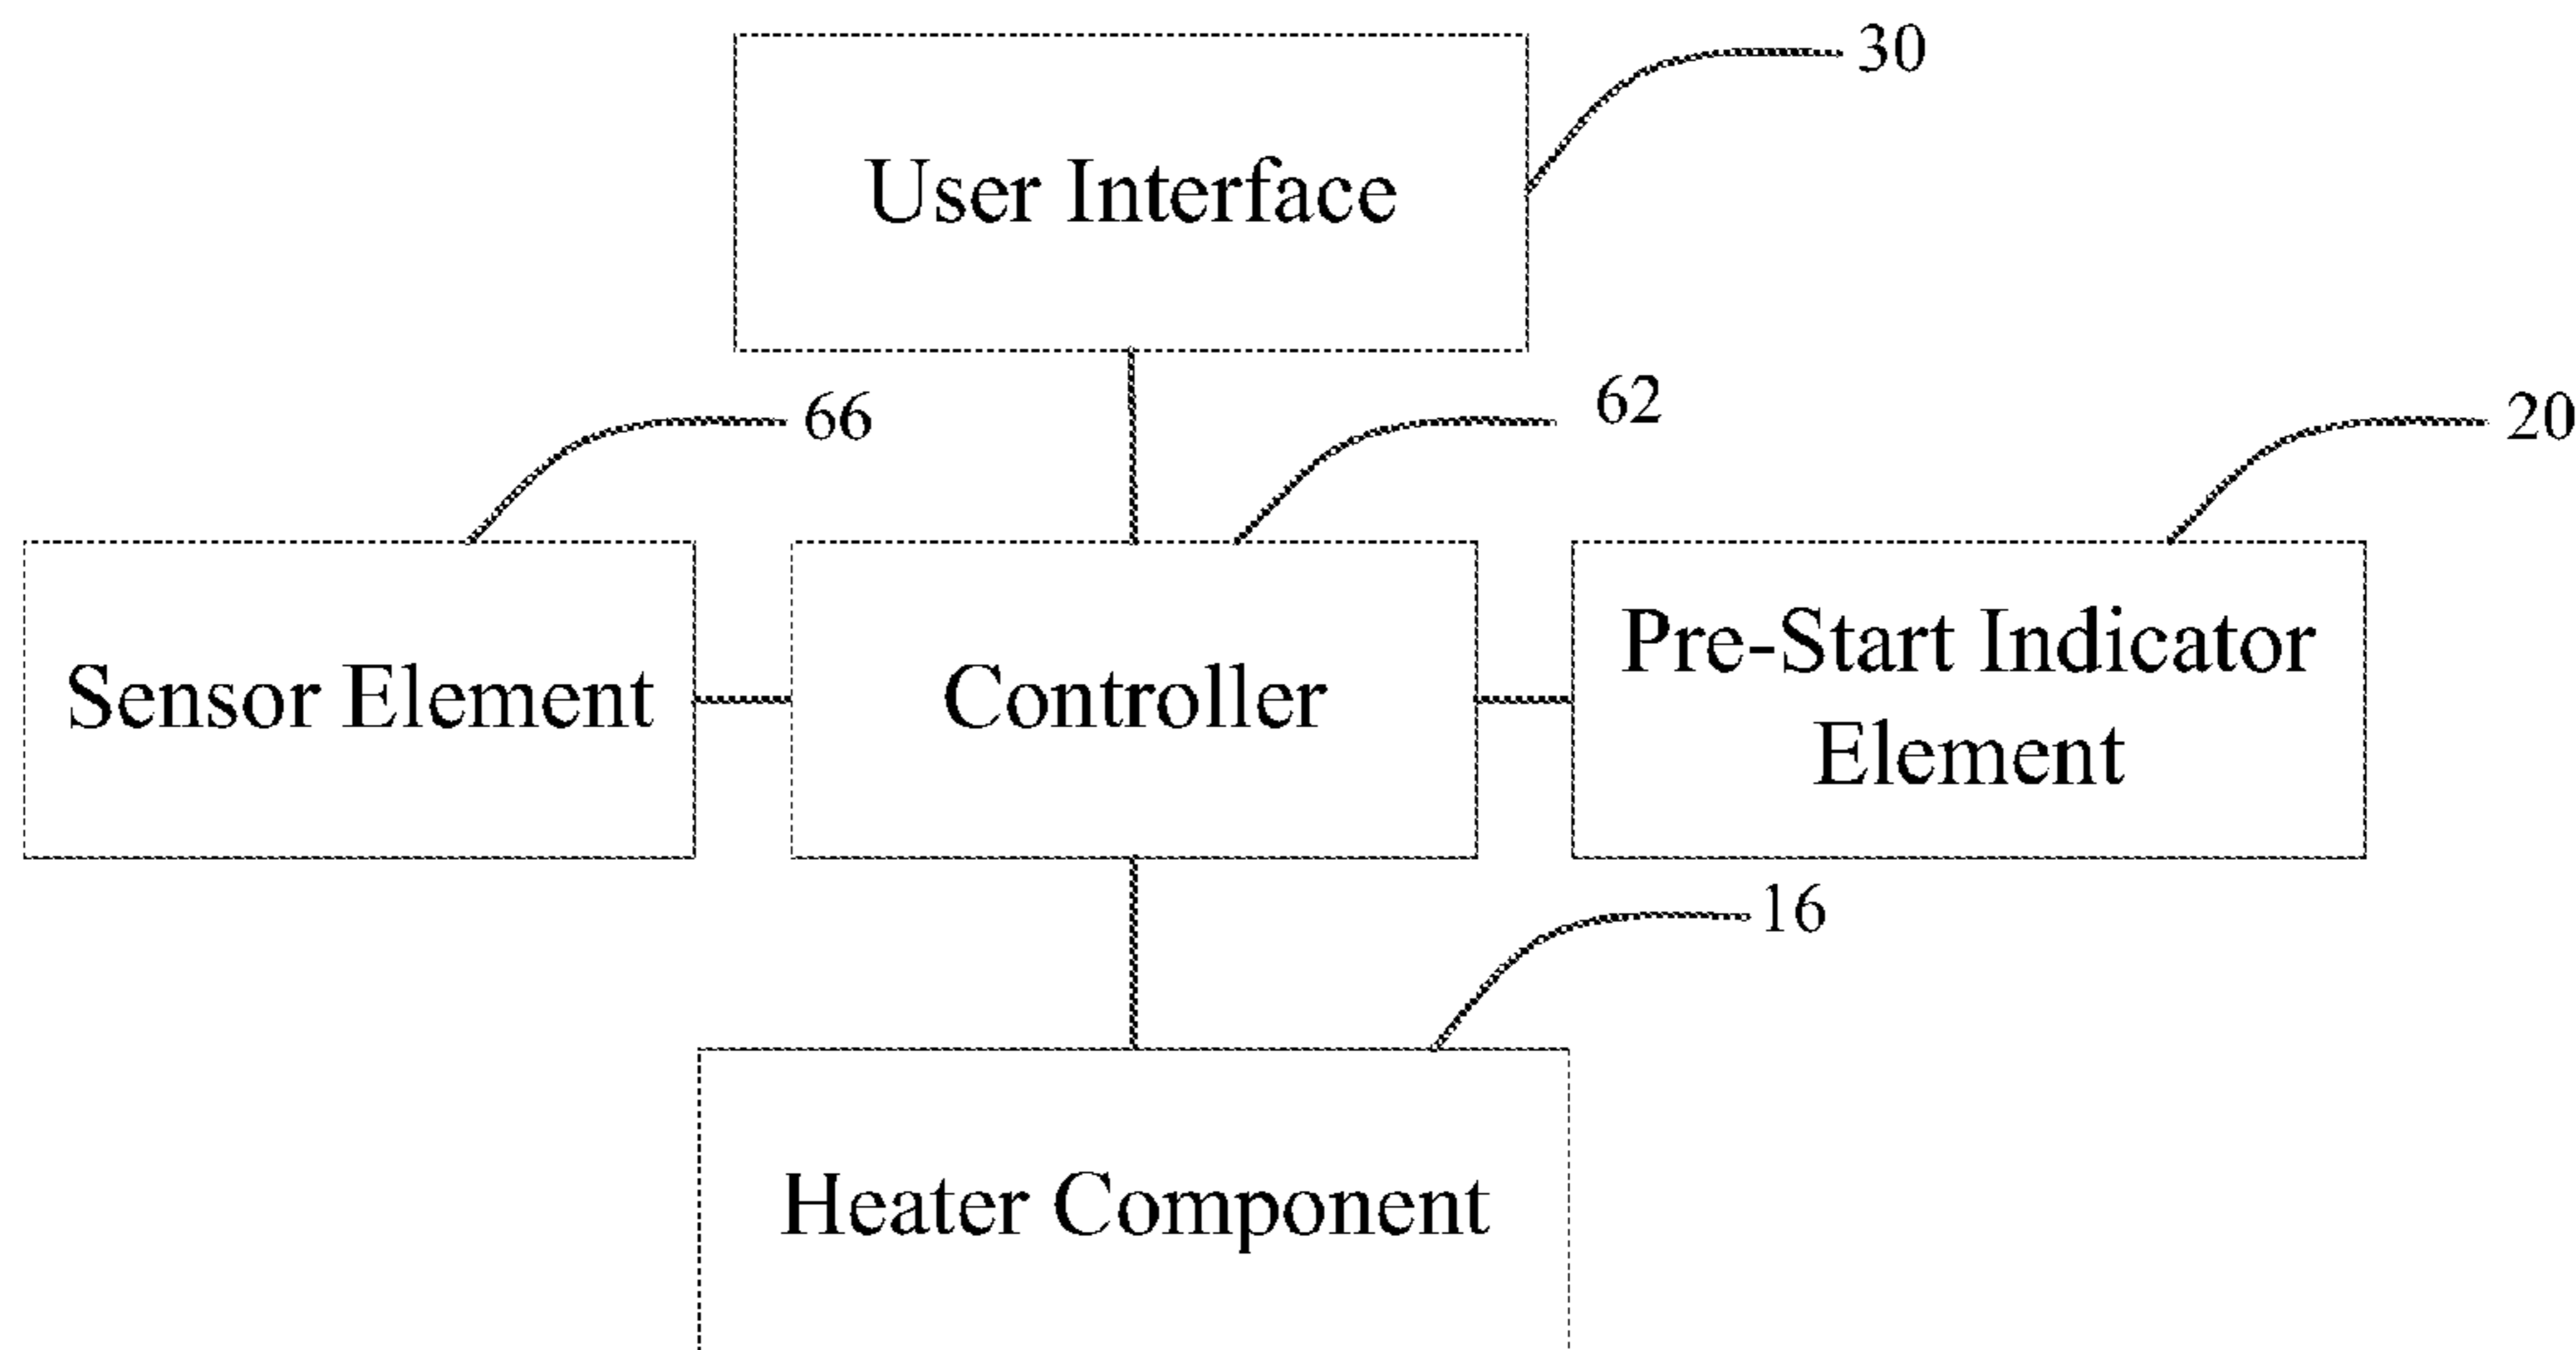 30
User Interface
66
62
20
Sensor Element
Controller
Pre-Start Indicator
Element
16
Heater Component